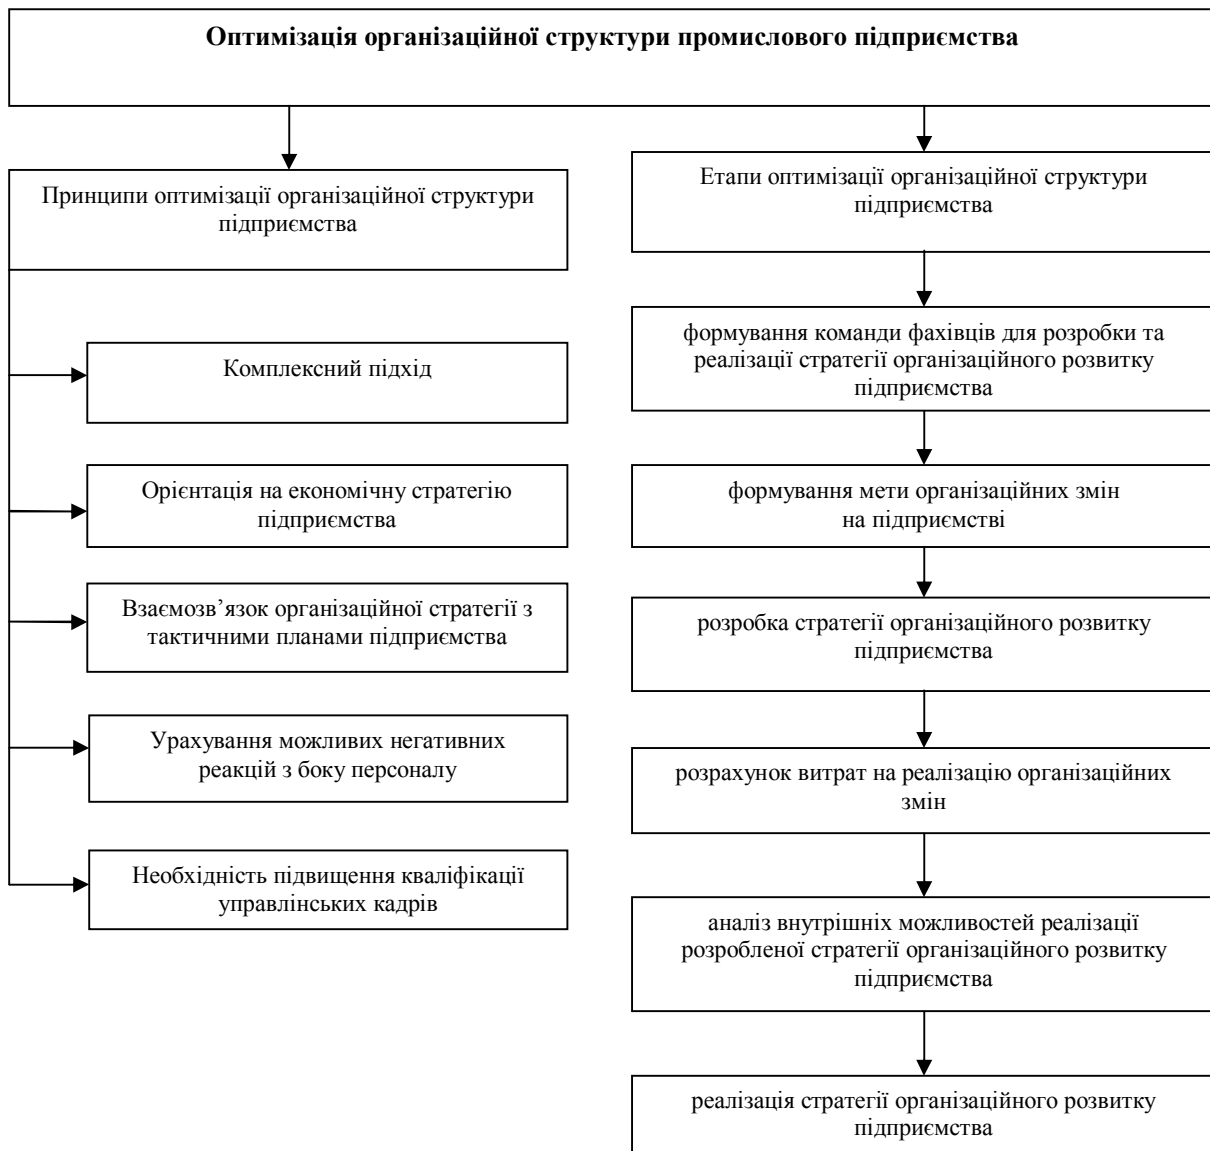 Оптимізація організаційної структури промислового підприємства
Принципи оптимізації організаційної структури
підприємства
Комплексний підхід
Орієнтація на економічну стратегію
підприємства
Взаємозв’язок організаційної стратегії з
тактичними планами підприємства
Урахування можливих негативних
реакцій з боку персоналу
Необхідність підвищення кваліфікації
управлінських кадрів
Етапи оптимізації організаційної структури
підприємства
формування команди фахівців для розробки та
реалізації стратегії організаційного розвитку
підприємства
формування мети організаційних змін
на підприємстві
розробка стратегії організаційного розвитку
підприємства
розрахунок витрат на реалізацію організаційних
змін
аналіз внутрішніх можливостей реалізації
розробленої стратегії організаційного розвитку
підприємства
реалізація стратегії організаційного розвитку
підприємства